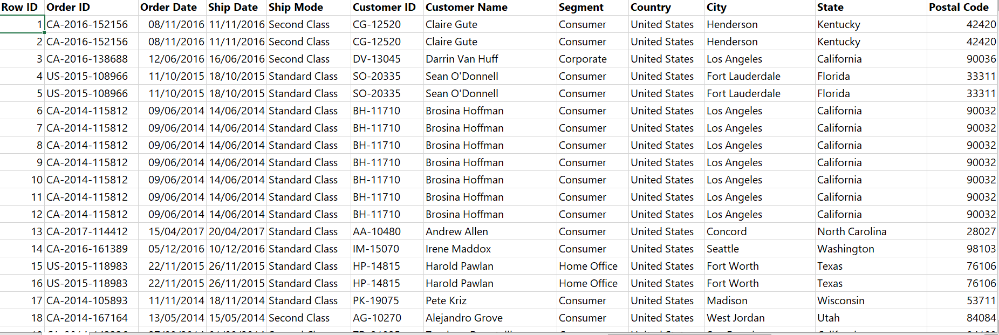 Row ID Order ID Order Date Ship Date Ship Mode Customer ID Customer Name Segment Country City State Postal Code
1 CA-2016-152156 08/11/2016 11/11/2016 Second Class CG-12520 Claire Gute Consumer United States Henderson Kentucky 42420
2 CA-2016-152156 08/11/2016 11/11/2016 Second Class CG-12520 Claire Gute Consumer United States Henderson Kentucky 42420
3 CA-2016-138688 12/06/2016 16/06/2016 Second Class DV-13045 Darrin Van Huff Corporate United States Los Angeles California 90036
4 US-2015-108966 11/10/2015 18/10/2015 Standard Class SO-20335 Sean O'Donnell Consumer United States Fort Lauderdale Florida 33311
5 US-2015-108966 11/10/2015 18/10/2015 Standard Class SO-20335 Sean O'Donnell Consumer United States Fort Lauderdale Florida 33311
6 CA-2014-115812 09/06/2014 14/06/2014 Standard Class BH-11710 Brosina Hoffman Consumer United States Los Angeles California 90032
7 CA-2014-115812 09/06/2014 14/06/2014 Standard Class BH-11710 Brosina Hoffman Consumer United States Los Angeles California 90032
8 CA-2014-115812 09/06/2014 14/06/2014 Standard Class BH-11710 Brosina Hoffman Consumer United States Los Angeles California 90032
9 CA-2014-115812 09/06/2014 14/06/2014 Standard Class BH-11710 Brosina Hoffman Consumer United States Los Angeles California 90032
10 CA-2014-115812 09/06/2014 14/06/2014 Standard Class BH-11710 Brosina Hoffman Consumer United States Los Angeles California 90032
11 CA-2014-115812 09/06/2014 14/06/2014 Standard Class BH-11710 Brosina Hoffman Consumer United States Los Angeles California 90032
12 CA-2014-115812 09/06/2014 14/06/2014 Standard Class BH-11710 Brosina Hoffman Consumer United States Los Angeles California 90032
13 CA-2017-114412 15/04/2017 20/04/2017 Standard Class AA-10480 Andrew Allen Consumer United States Concord North Carolina 28027
14 CA-2016-161389 05/12/2016 10/12/2016 Standard Class IM-15070 Irene Maddox Consumer United States Seattle Washington 98103
15 US-2015-118983 22/11/2015 26/11/2015 Standard Class HP-14815 Harold Pawlan Home Office United States Fort Worth Texas 76106
16 US-2015-118983 22/11/2015 26/11/2015 Standard Class HP-14815 Harold Pawlan Home Office United States Fort Worth Texas 76106
17 CA-2014-105893 11/11/2014 18/11/2014 Standard Class PK-19075 Pete Kriz Consumer United States Madison Wisconsin 53711
18 CA-2014-167164 13/05/2014 15/05/2014 Second Class AG-10270 Alejandro Grove Consumer United States West Jordan Utah 84084